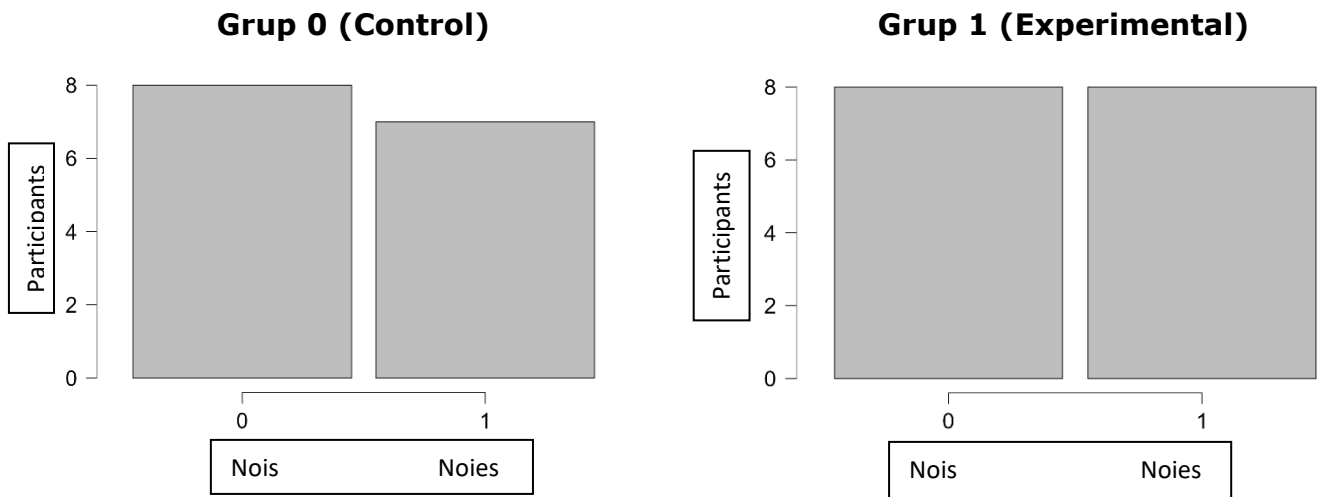 Grup 0 (Control)
8
6
4
2
0
Participants
0 1
Nois Noies
Grup 1 (Experimental)
8
6
4
2
0
Participants
0 1
Nois Noies